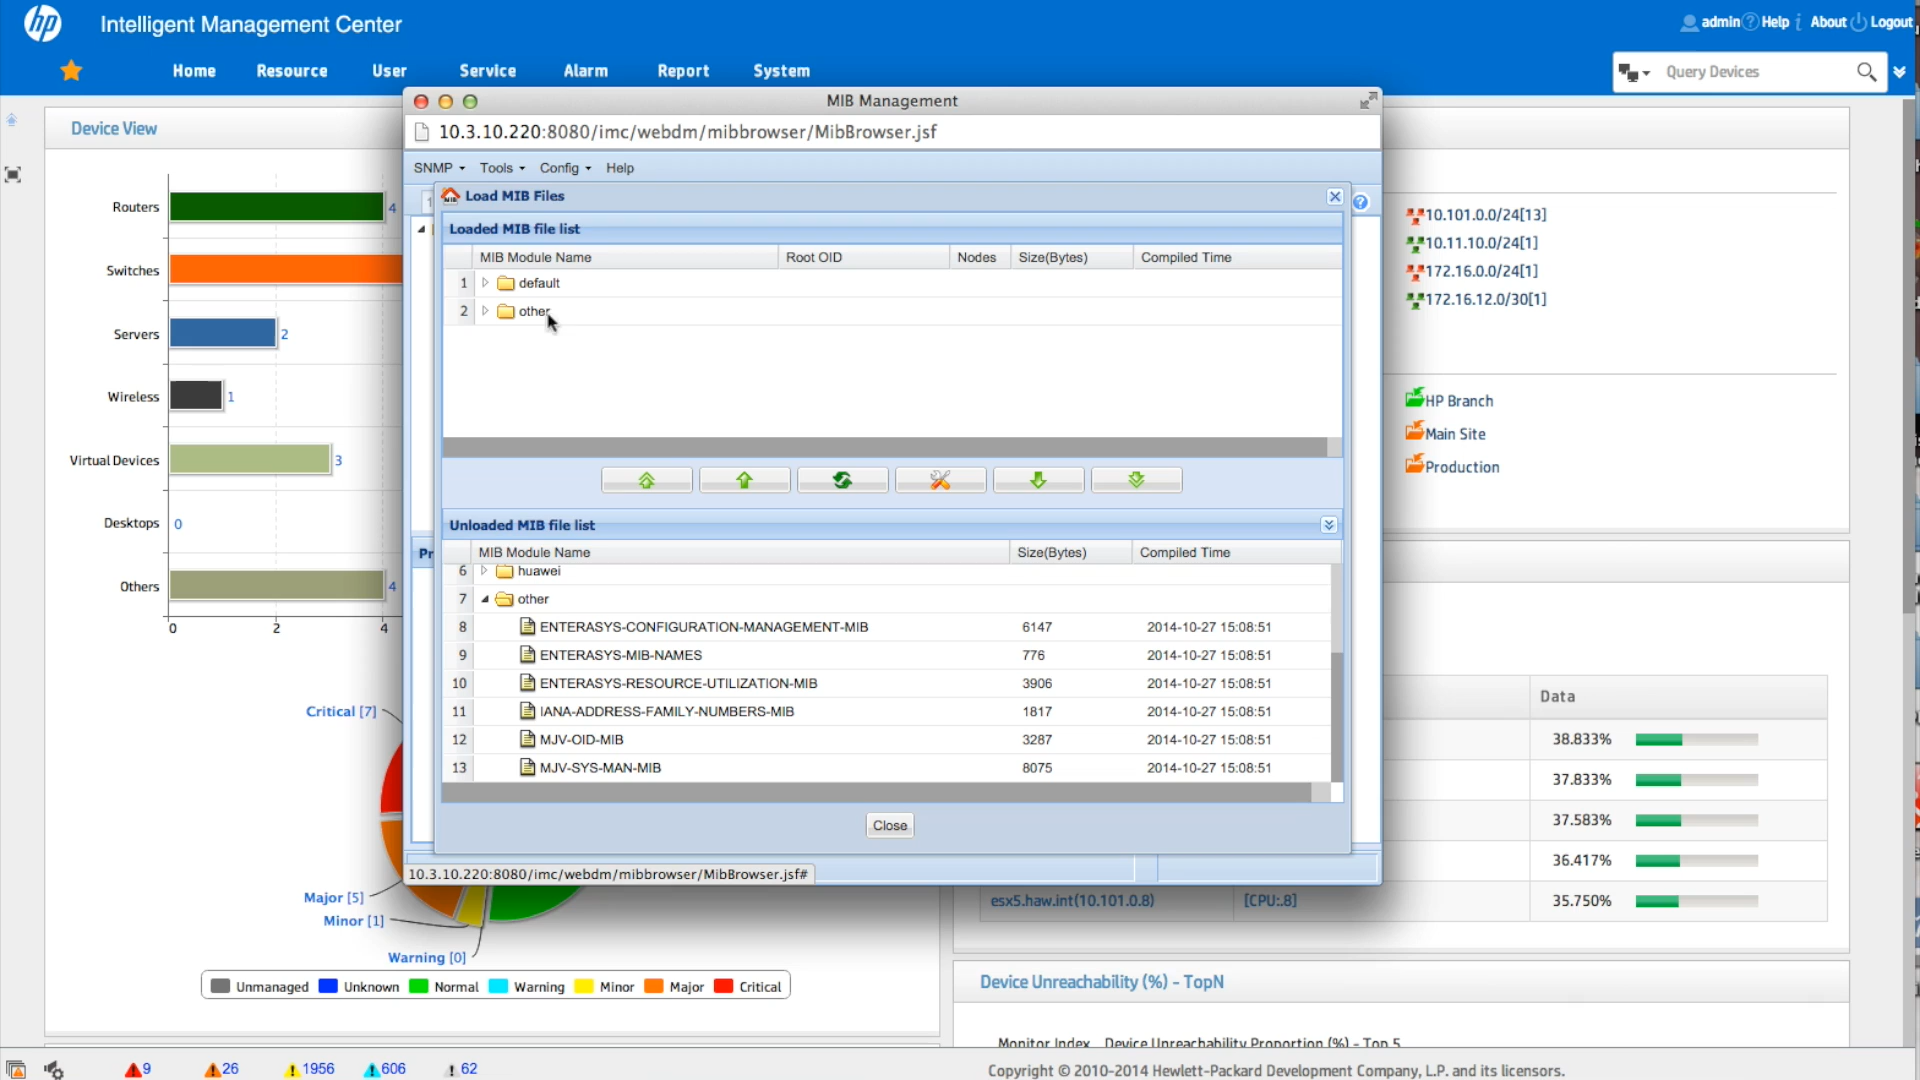 hp Intelligent Management Center
admin Help i About Logout
Home Resource User Service Alarm Report System
Query Devices
Device View
Routers 4
Switches
Servers 2
Wireless 1
Virtual Devices 3
Desktops 0
Others 4
0 2 4
Critical [7]
Major [5]
Minor [1]
Warning [0]
Unmanaged Unknown Normal Warning Minor Major Critical
MIB Management
10.3.10.220:8080/imc/webdm/mibbrowser/MibBrowser.jsf
SNMP Tools Config Help
Load MIB Files
Loaded MIB file list
MIB Module Name Root OID Nodes Size(Bytes) Compiled Time
1 default
2 other
Unloaded MIB file list
Pr
MIB Module Name Size(Bytes) Compiled Time
6 huawei
7 other
8 ENTERASYS-CONFIGURATION-MANAGEMENT-MIB 6147 2014-10-27 15:08:51
9 ENTERASYS-MIB-NAMES 776 2014-10-27 15:08:51
10 ENTERASYS-RESOURCE-UTILIZATION-MIB 3906 2014-10-27 15:08:51
11 IANA-ADDRESS-FAMILY-NUMBERS-MIB 1817 2014-10-27 15:08:51
12 MJV-OID-MIB 3287 2014-10-27 15:08:51
13 MJV-SYS-MAN-MIB 8075 2014-10-27 15:08:51
Close
10.3.10.220:8080/imc/webdm/mibbrowser/MibBrowser.jsf#
10.101.0.0/24[13]
10.11.10.0/24[1]
172.16.0.0/24[1]
172.16.12.0/30[1]
HP Branch
Main Site
Production
Data
38.833%
37.833%
37.583%
36.417%
esx5.haw.int(10.101.0.8) [CPU:.8] 35.750%
Device Unreachability (%) - TopN
Monitor Index Device Unreachability Proportion (%) - Top 5
9 26 1956 606 62
Copyright © 2010-2014 Hewlett-Packard Development Company, L.P. and its licensors.